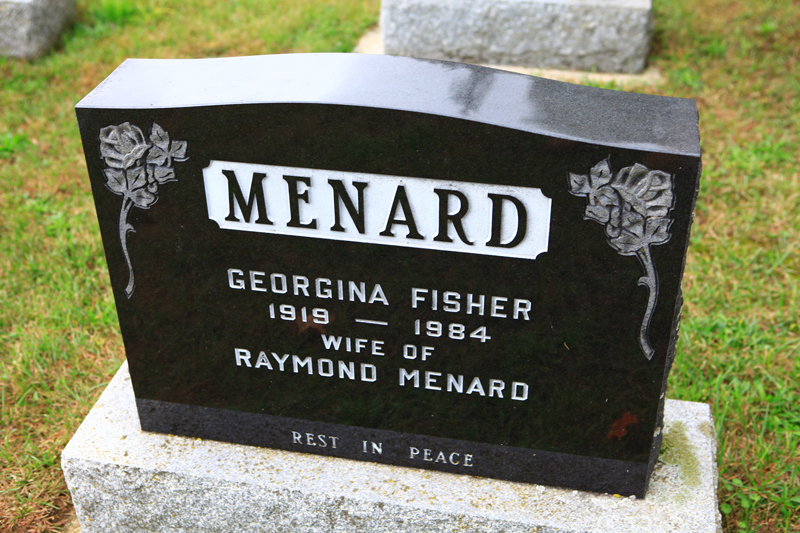 MENARD
GEORGINA FISHER
1919 — 1984
WIFE OF
RAYMOND MENARD
REST IN PEACE